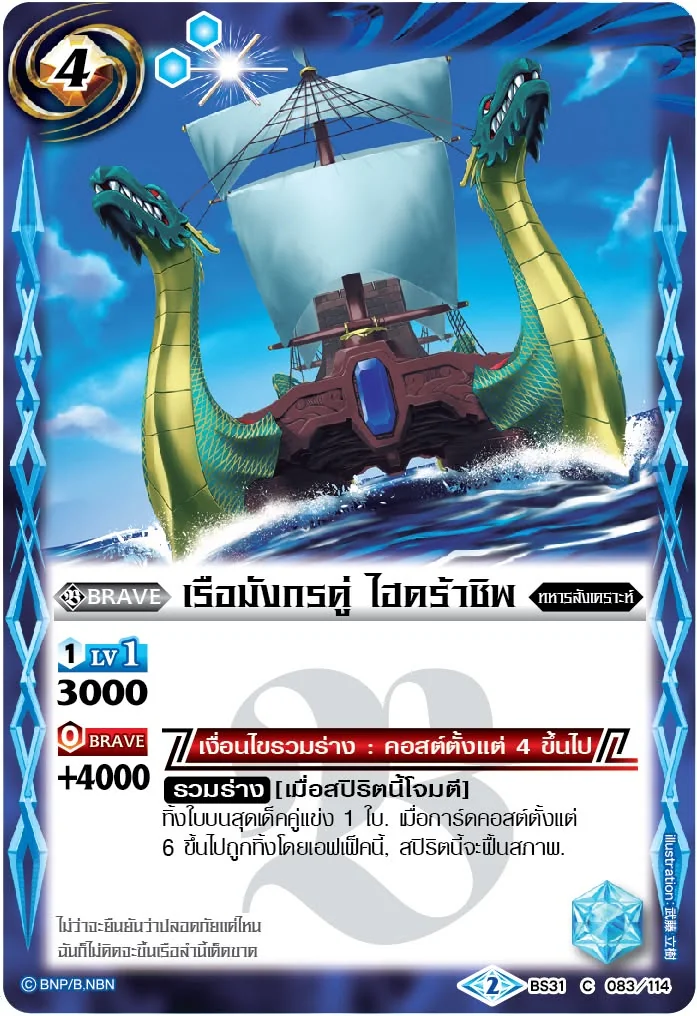 4
BRAVE เรือมังกรคู่ ไฮดร้าชิพ ทหารสังเคราะห์
1 LV1
3000
0 BRAVE
+4000
เงื่อนไขรวมร่าง : คอสต์ตั้งแต่ 4 ขึ้นไป
รวมร่าง [เมื่อสปิริตนี้โจมตี]
ทิ้งใบบนสุดเด็คคู่แข่ง 1 ใบ. เมื่อการ์ดคอสต์ตั้งแต่
6 ขึ้นไปถูกทิ้งโดยเอฟเฟ็คนี้, สปิริตนี้จะฟื้นสภาพ.
ไม่ว่าจะยืนยันว่าปลอดภัยแค่ไหน
ฉันก็ไม่คิดจะขึ้นเรือลำนี้เด็ดขาด
illustration:武藤 立樹
© BNP/B,NBN
2 BS31 C 083/114